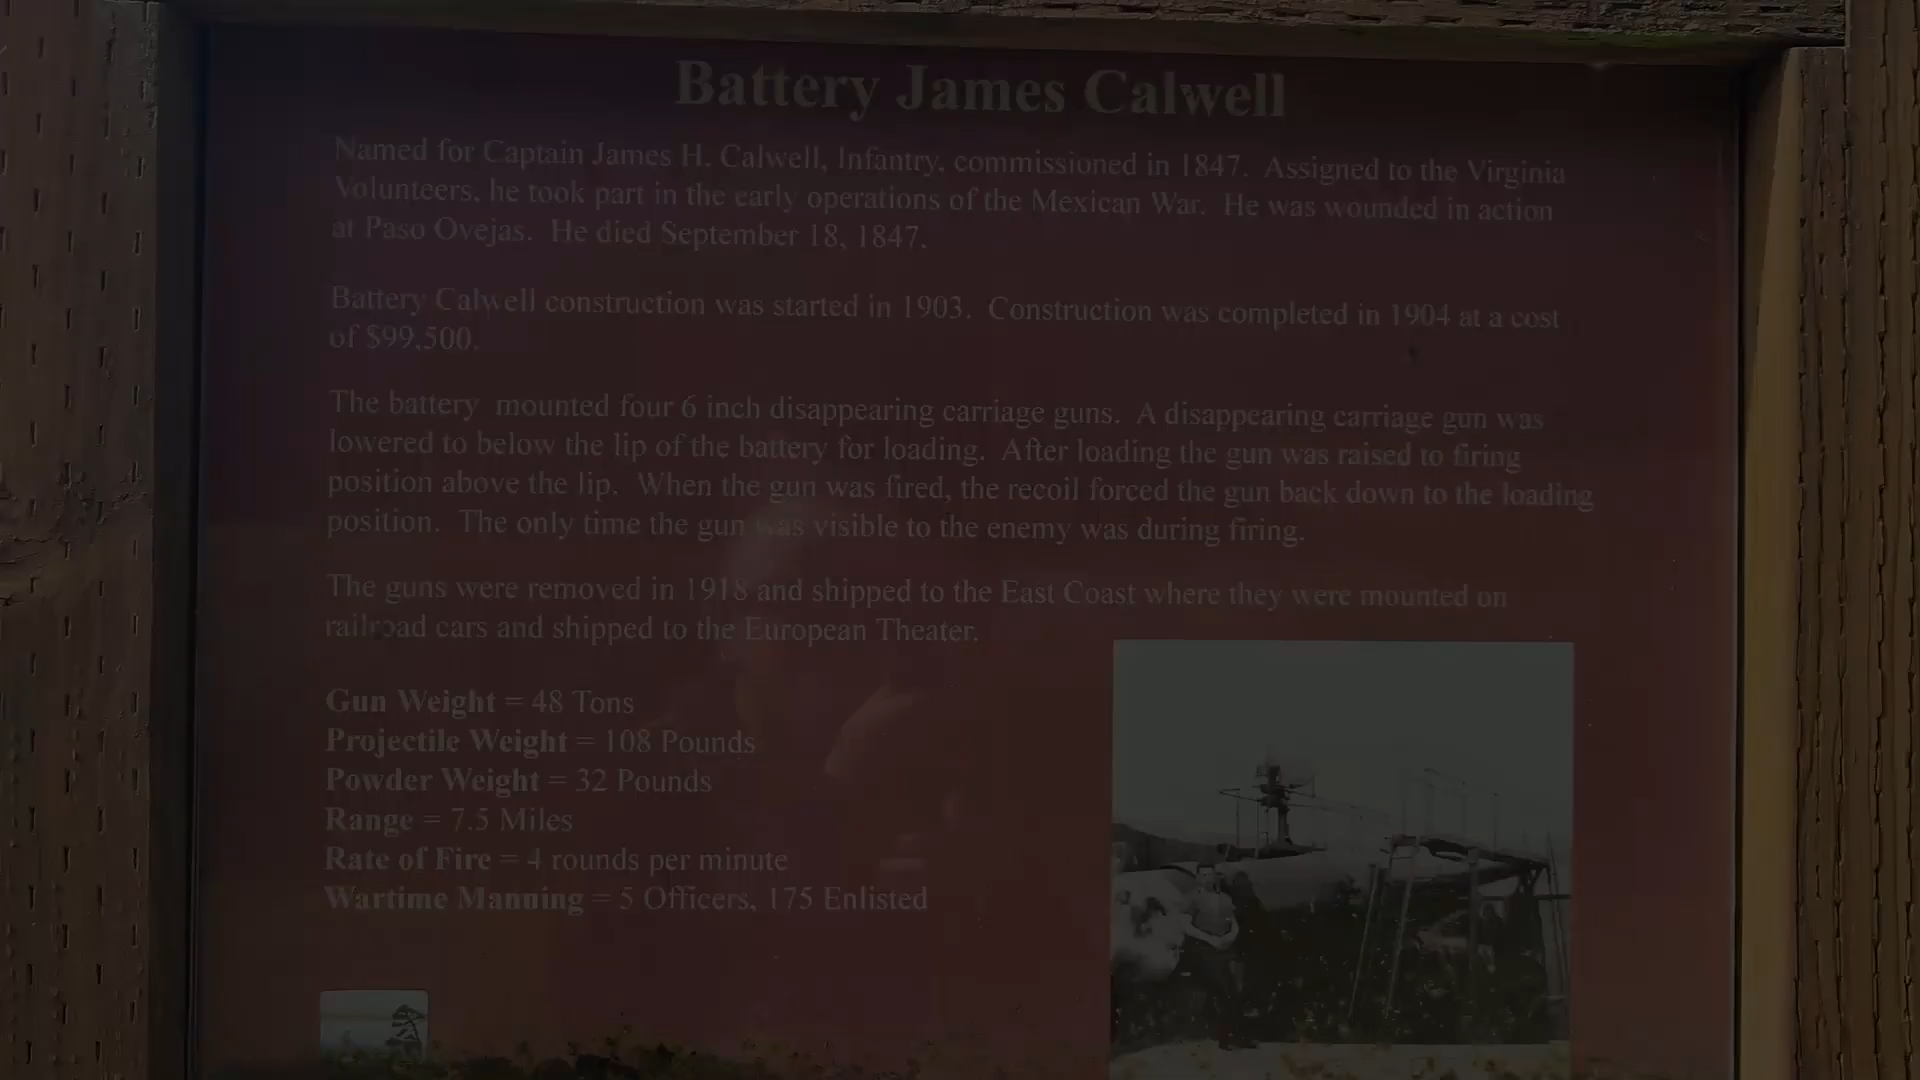 Battery James Calwell
Named for Captain James H. Calwell, Infantry, commissioned in 1847. Assigned to the Virginia
Volunteers, he took part in the early operations of the Mexican War. He was wounded in action
at Paso Ovejas. He died September 18, 1847.
Battery Calwell construction was started in 1903. Construction was completed in 1904 at a cost
of $99,500.
The battery mounted four 6 inch disappearing carriage guns. A disappearing carriage gun was
lowered to below the lip of the battery for loading. After loading the gun was raised to firing
position above the lip. When the gun was fired, the recoil forced the gun back down to the loading
position. The only time the gun was visible to the enemy was during firing.
The guns were removed in 1918 and shipped to the East Coast where they were mounted on
railroad cars and shipped to the European Theater.
Gun Weight = 48 Tons
Projectile Weight = 108 Pounds
Powder Weight = 32 Pounds
Range = 7.5 Miles
Rate of Fire = 4 rounds per minute
Wartime Manning = 5 Officers, 175 Enlisted